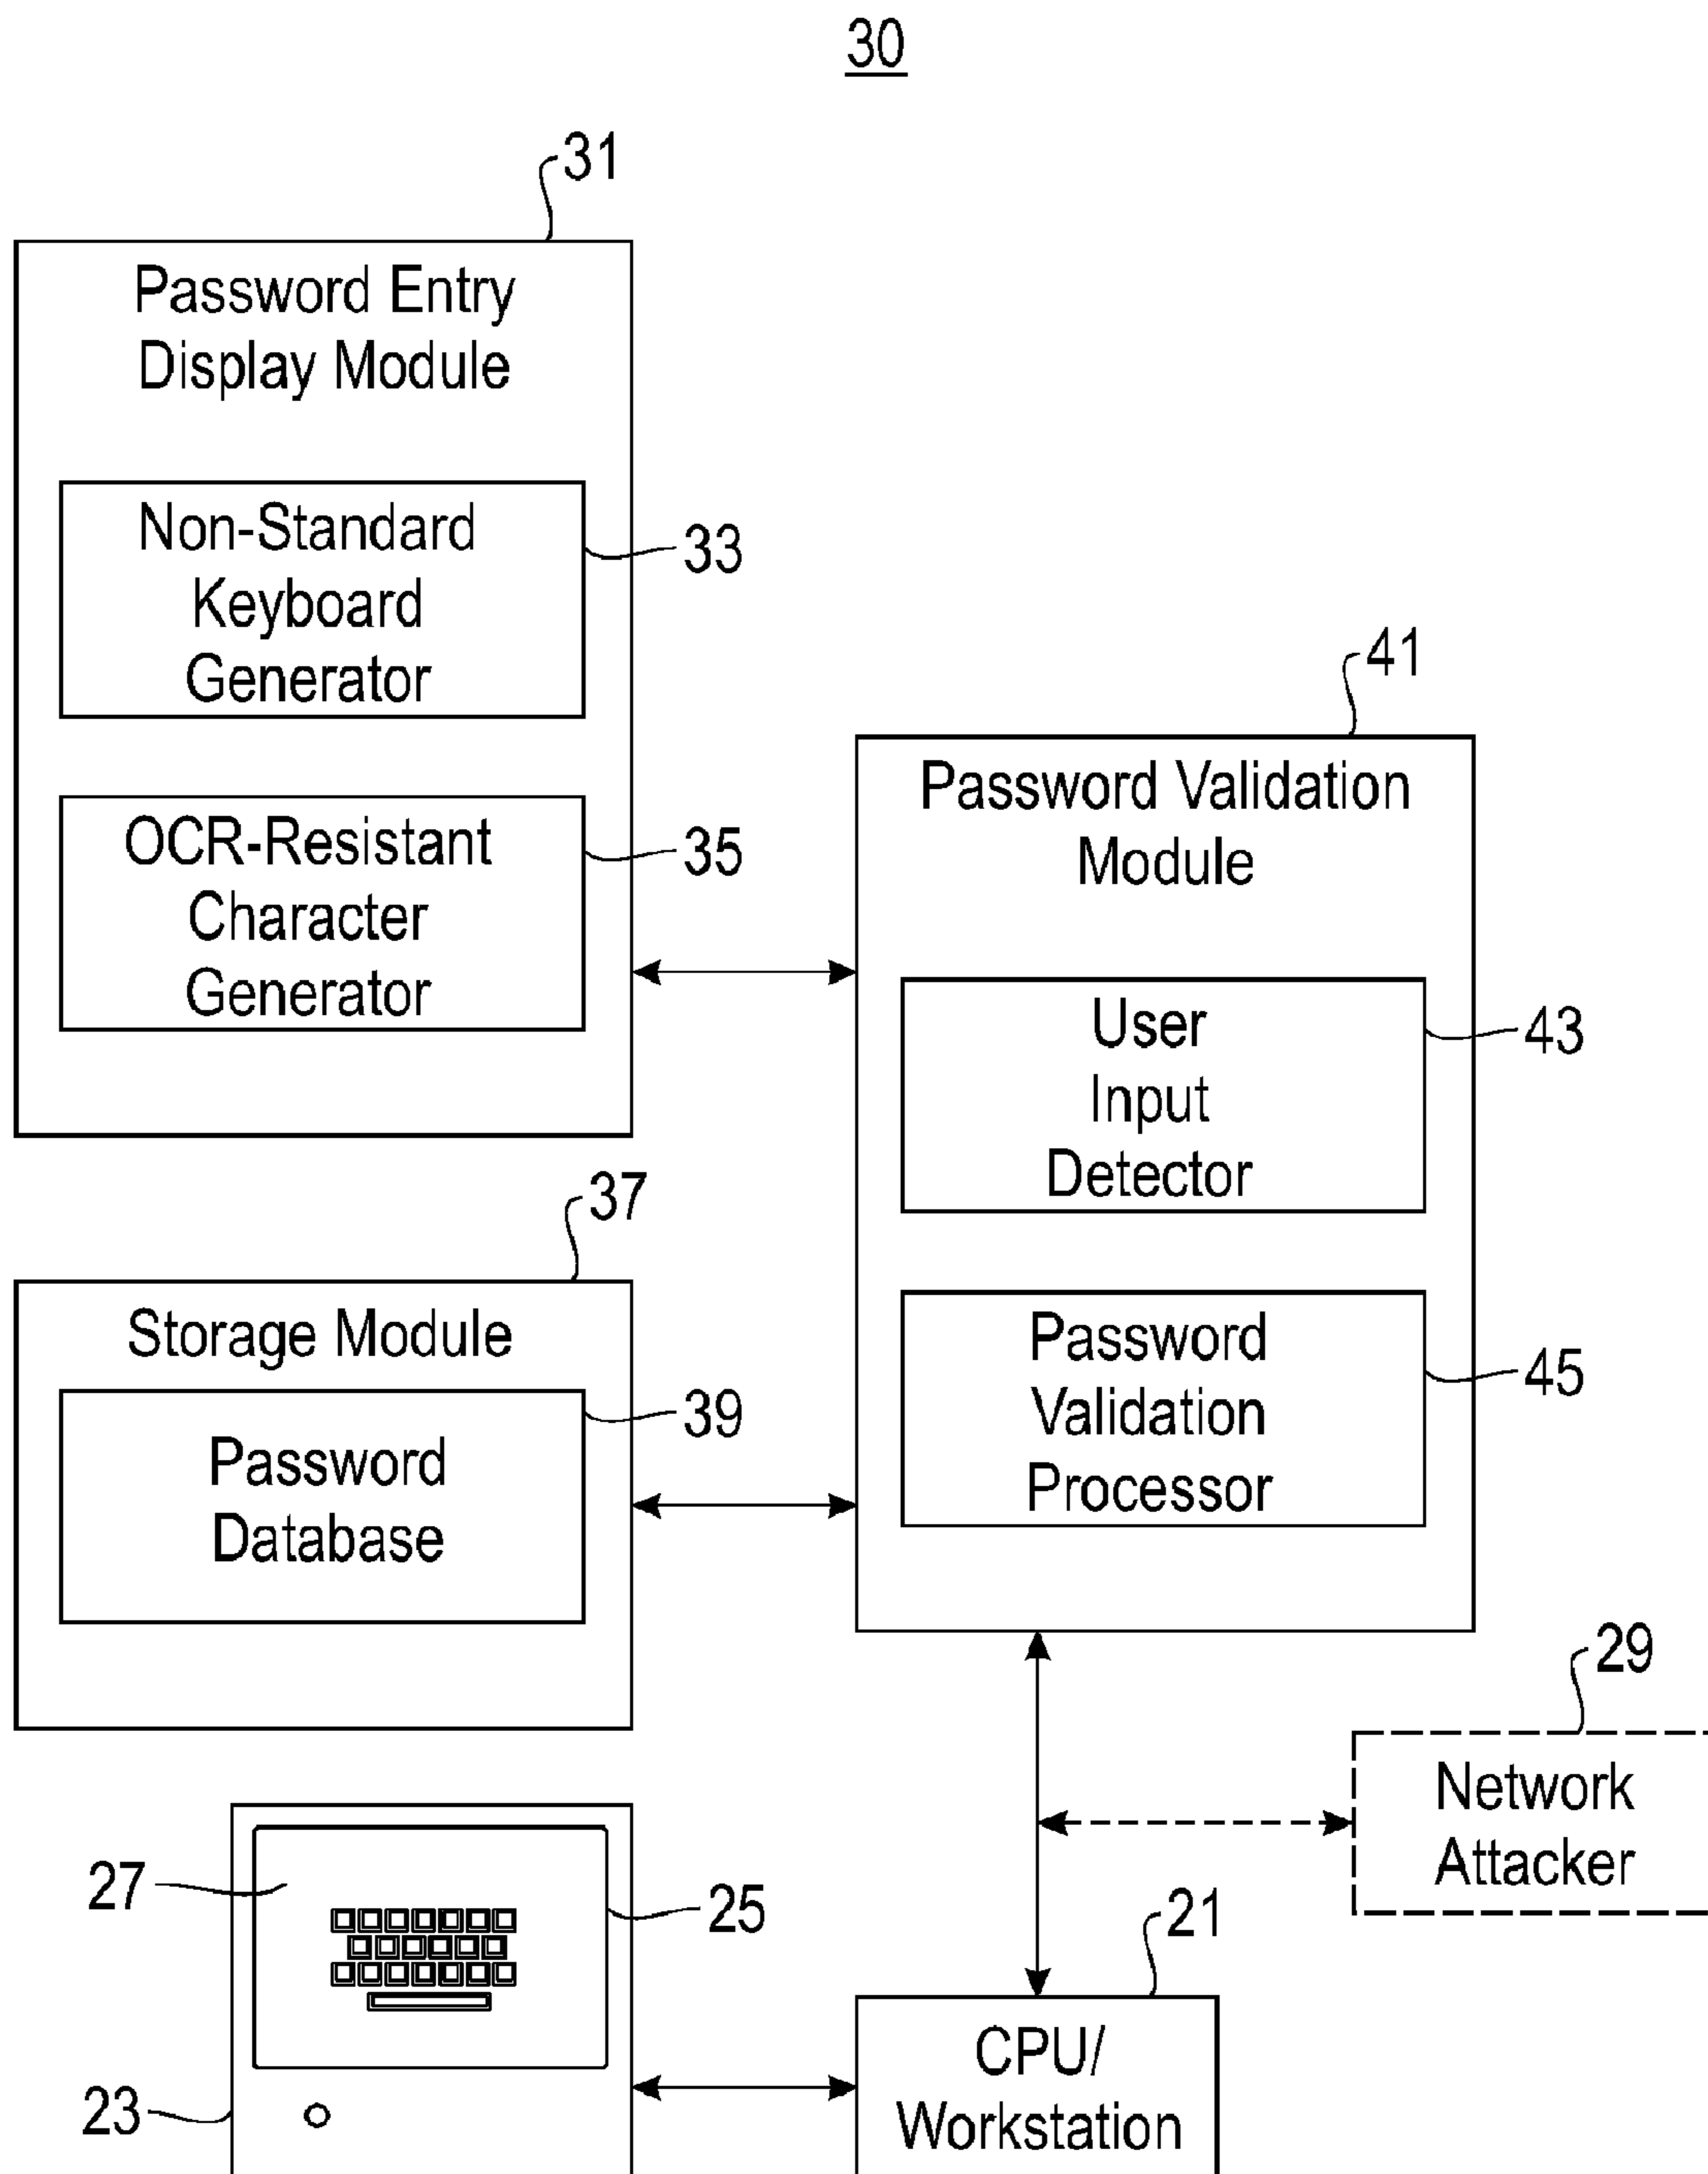 30
31
Password Entry
Display Module
Non-Standard
Keyboard
Generator
33
OCR-Resistant
Character
Generator
35
41
Password Validation
Module
User
Input
Detector
43
Password
Validation
Processor
45
37
Storage Module
Password
Database
39
29
Network
Attacker
27
25
23
21
CPU/
Workstation